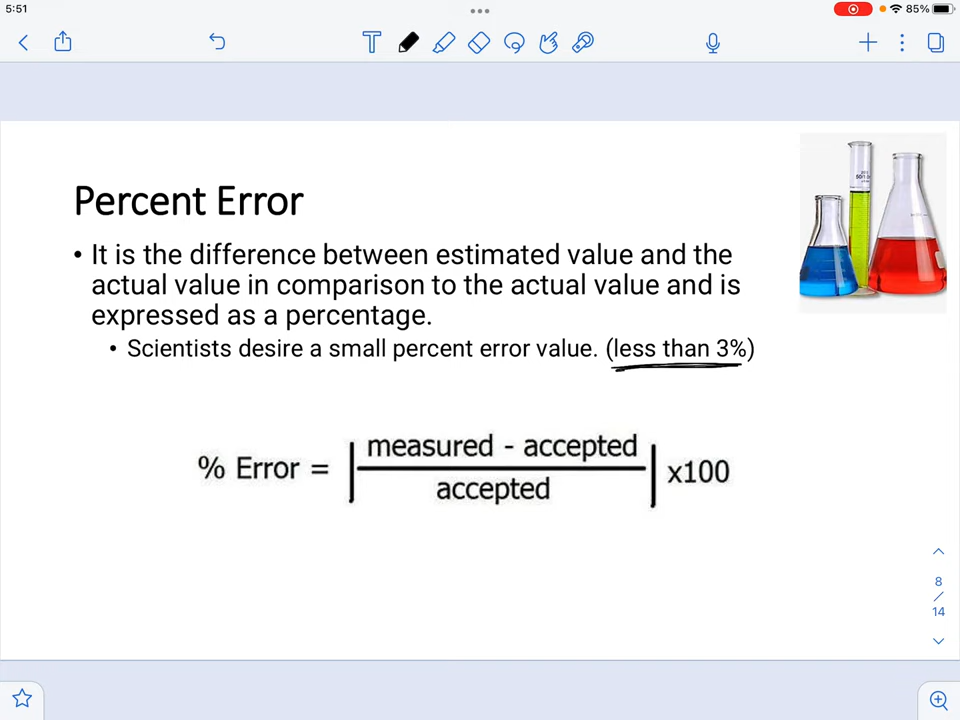 5:51
85%
Percent Error
• It is the difference between estimated value and the
actual value in comparison to the actual value and is
expressed as a percentage.
• Scientists desire a small percent error value. (less than 3%)
measured - accepted
% Error = | | x100
accepted
8
/
14